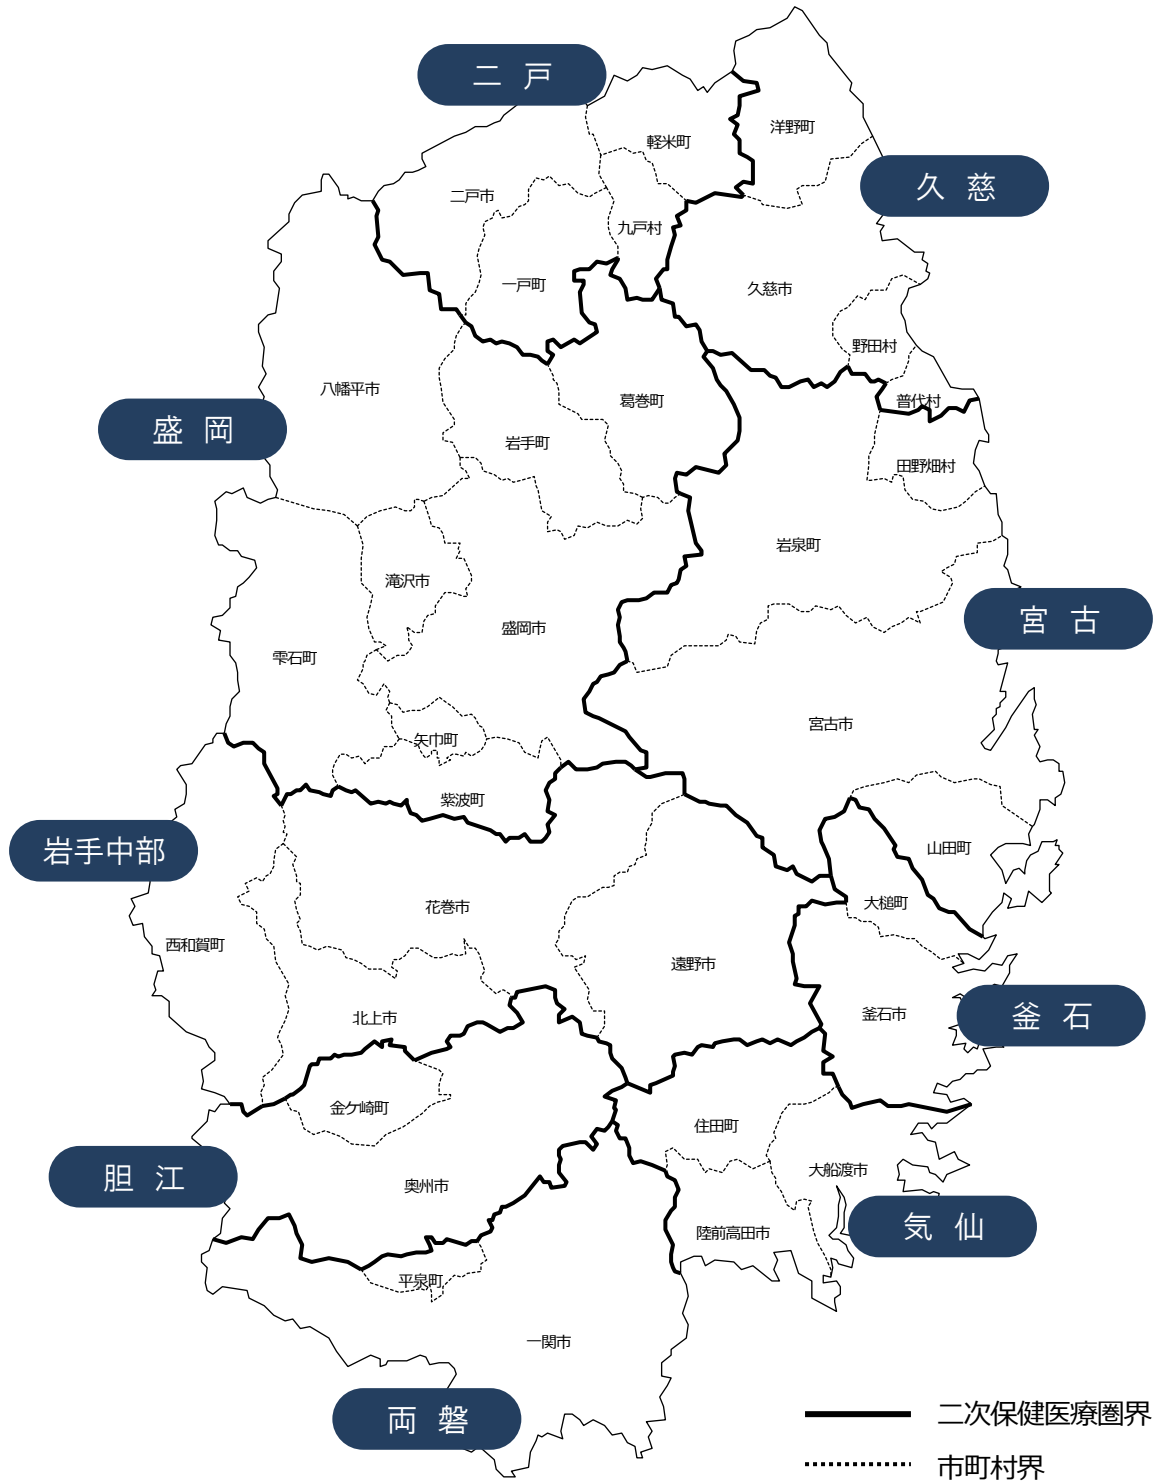 二戸
洋野町
軽米町
久慈
二戸市
九戸村
一戸町
久慈市
野田村
八幡平市
葛巻町
普代村
盛岡
岩手町
田野畑村
岩泉町
滝沢市
宮古
盛岡市
雫石町
宮古市
矢巾町
紫波町
岩手中部
山田町
大槌町
花巻市
西和賀町
遠野市
釜石市
釜石
北上市
金ケ崎町
住田町
胆江
大船渡市
奥州市
気仙
陸前高田市
平泉町
一関市
両磐
二次保健医療圏界
市町村界